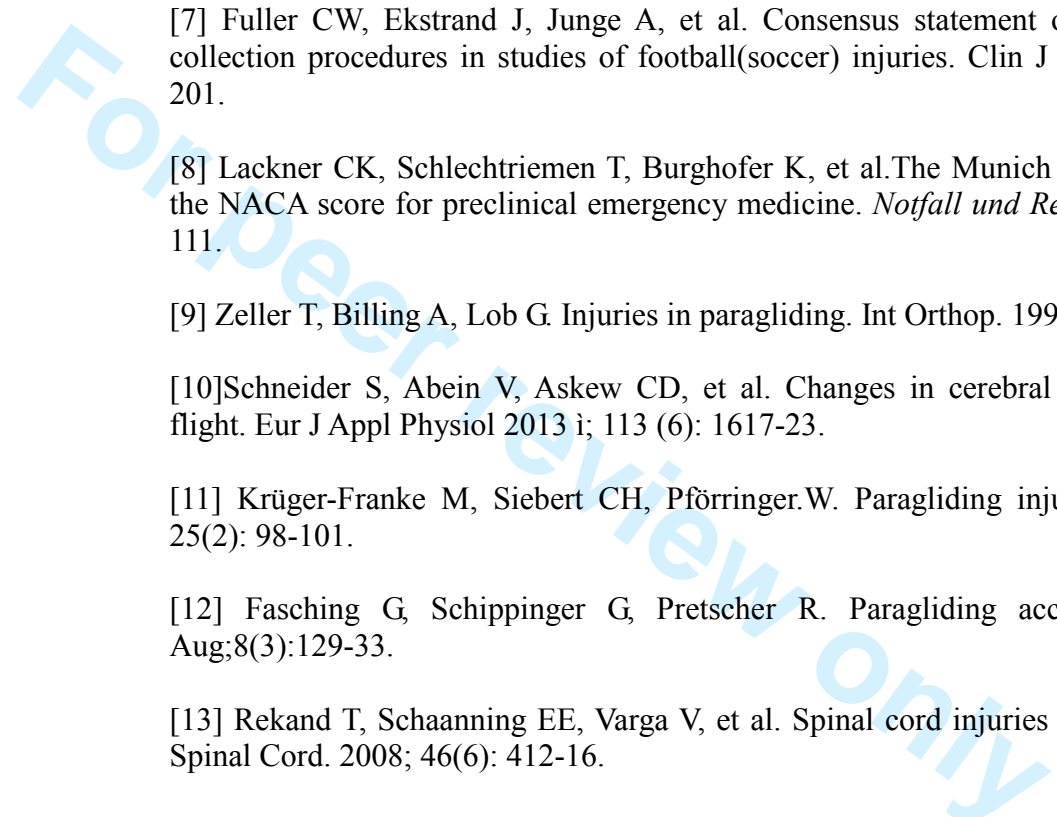 [7] Fuller CW, Ekstrand J, Junge A, et al. Consensus statement
collection procedures in studies of football(soccer) injuries. Clin J
201.
[8] Lackner CK, Schlechtriemen T, Burghofer K, et al.The Munich
the NACA score for preclinical emergency medicine. Notfall und Re
111.
[9] Zeller T, Billing A, Lob G. Injuries in paragliding. Int Orthop. 199
[10]Schneider S, Abein V, Askew CD, et al. Changes in cerebral
flight. Eur J Appl Physiol 2013 ì; 113 (6): 1617-23.
[11] Krüger-Franke M, Siebert CH, Pförringer.W. Paragliding inju
25(2): 98-101.
[12] Fasching G, Schippinger G, Pretscher R. Paragliding acc
Aug;8(3):129-33.
[13] Rekand T, Schaanning EE, Varga V, et al. Spinal cord injuries
Spinal Cord. 2008; 46(6): 412-16.
For peer review only